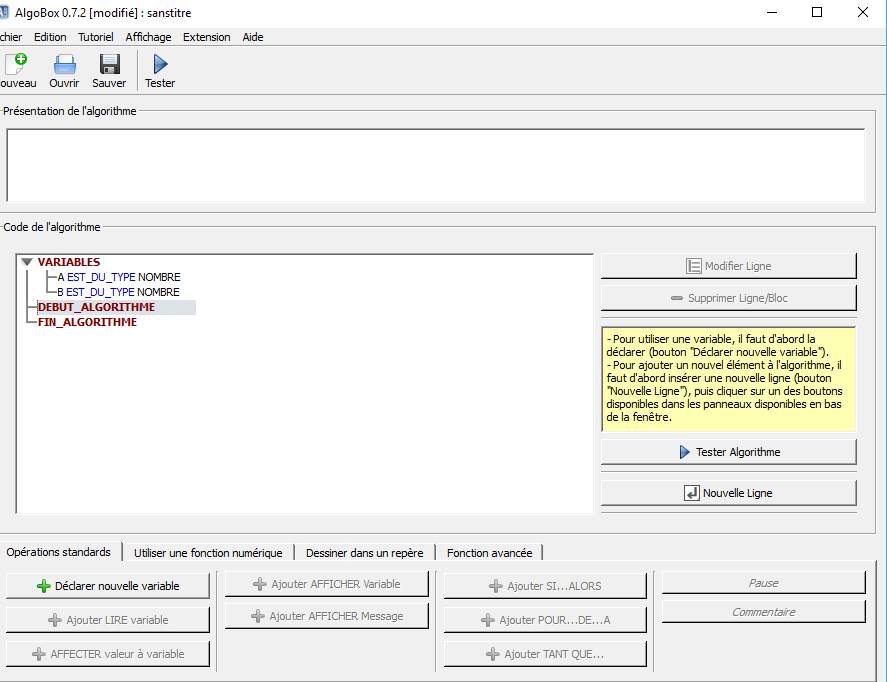 AlgoBox 0.7.2 [modifié] : sanstitre
chier Edition Tutoriel Affichage Extension Aide
ouveau Ouvrir Sauver Tester
Présentation de l'algorithme
Code de l'algorithme
VARIABLES
A EST_DU_TYPE NOMBRE
B EST_DU_TYPE NOMBRE
DEBUT_ALGORITHME
FIN_ALGORITHME
Modifier Ligne
Supprimer Ligne/Bloc
- Pour utiliser une variable, il faut d'abord la
déclarer (bouton "Déclarer nouvelle variable").
- Pour ajouter un nouvel élément à l'algorithme, il
faut d'abord insérer une nouvelle ligne (bouton
"Nouvelle Ligne"), puis cliquer sur un des boutons
disponibles dans les panneaux disponibles en bas
de la fenêtre.
Tester Algorithme
Nouvelle Ligne
Opérations standards Utiliser une fonction numérique Dessiner dans un repère Fonction avancée
Déclarer nouvelle variable
Ajouter LIRE variable
AFFECTER valeur à variable
Ajouter AFFICHER Variable
Ajouter AFFICHER Message
Ajouter SI...ALORS
Ajouter POUR...DE...A
Ajouter TANT QUE...
Pause
Commentaire